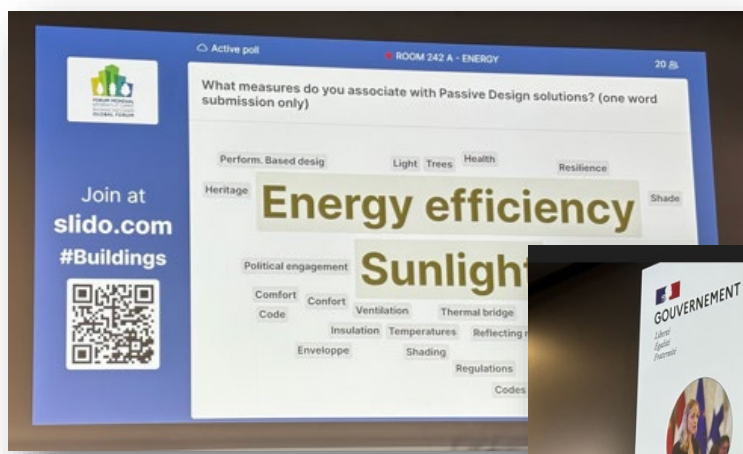 Active poll
ROOM 242 A - ENERGY
20
GLOBAL FORUM
What measures do you associate with Passive Design solutions? (one word
submission only)
Join at
slido.com
#Buildings
Perform. Based desig
Light
Trees
Health
Resilience
Heritage
Energy efficiency
Shade
Political engagement
Sunlight
Comfort
Confort
Code
Ventilation
Thermal bridge
Insulation
Temperatures
Reflecting
Enveloppe
Shading
Regulations
Codes
GOUVERNEMENT
Liberté
Égalité
Fraternité